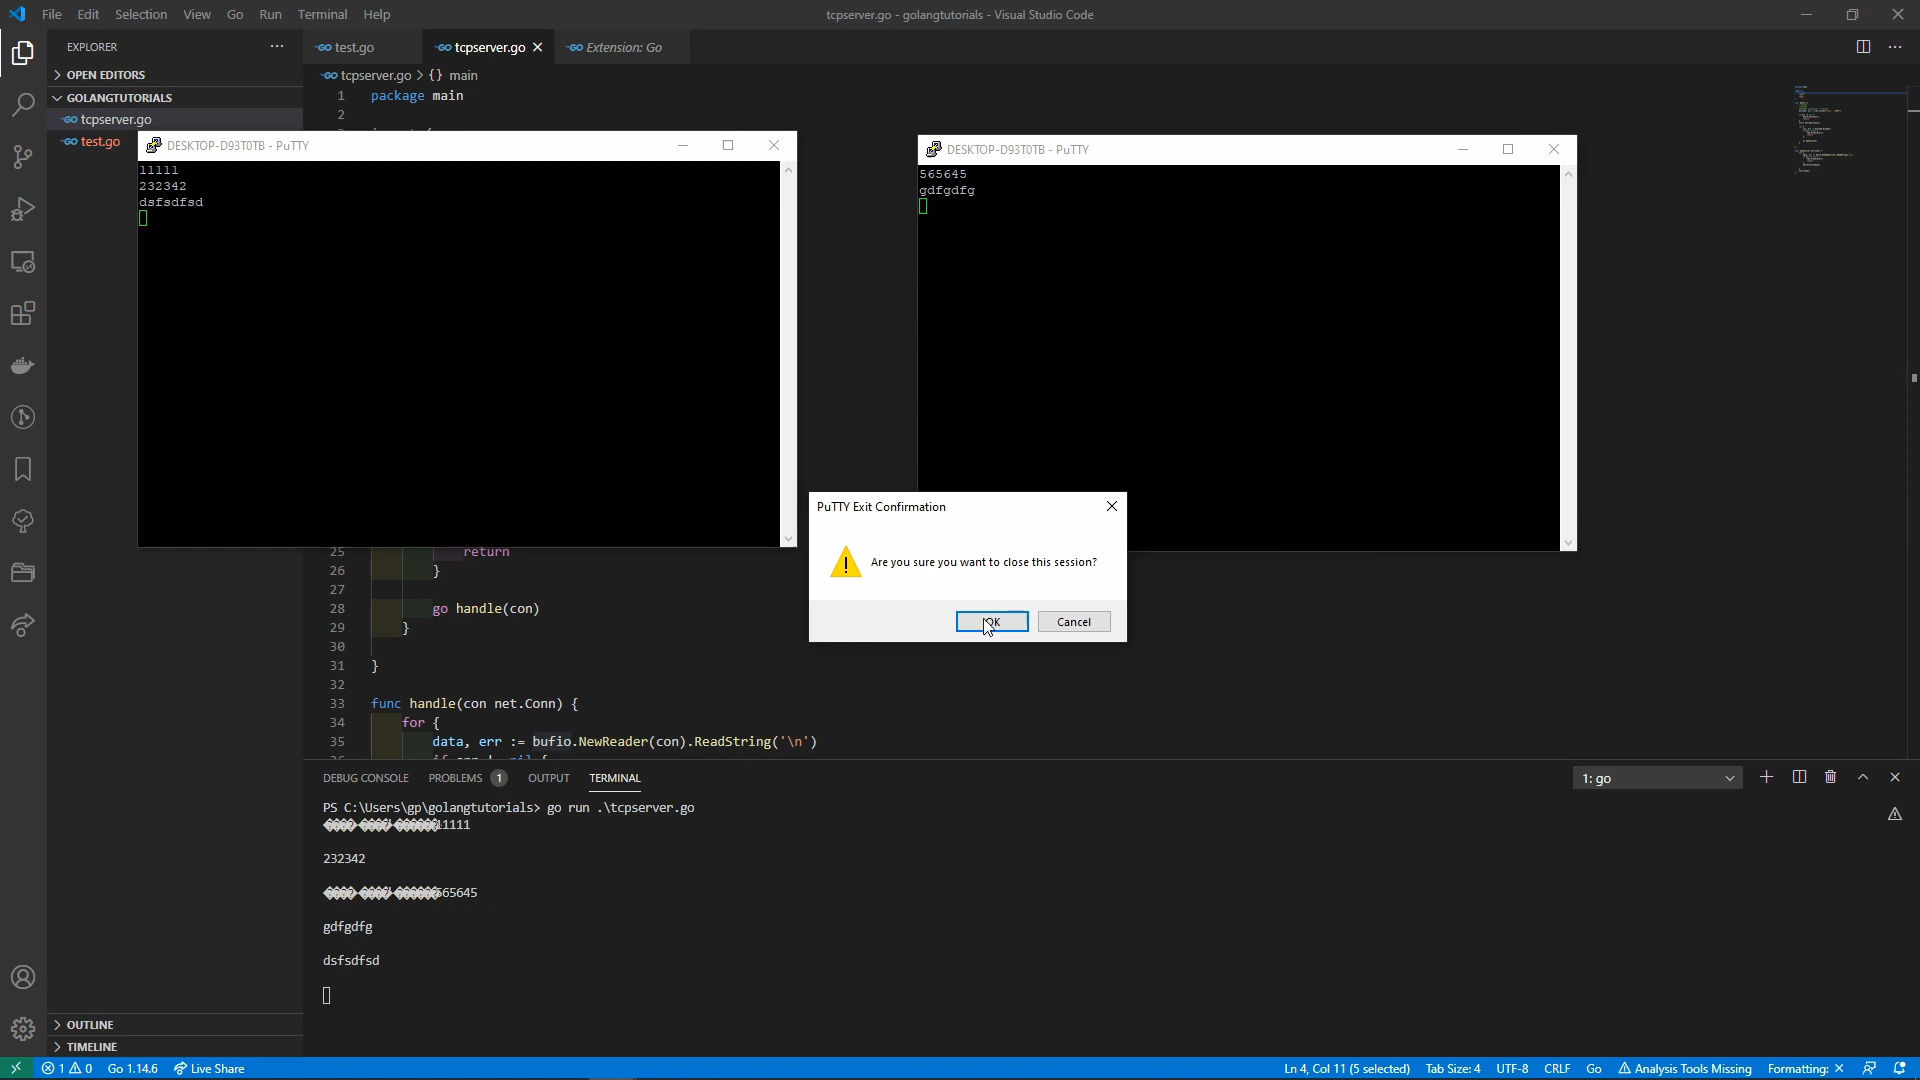 File Edit Selection View Go Run Terminal Help
tcpserver.go - golangtutorials - Visual Studio Code
EXPLORER
test.go
tcpserver.go
Extension: Go
OPEN EDITORS
GOLANGTUTORIALS
tcpserver.go
test.go
tcpserver.go > {} main
1 package main
2
DESKTOP-D93T0TB - PuTTY
11111
232342
dsfsdfsd
DESKTOP-D93T0TB - PuTTY
565645
gdfgdfg
PuTTY Exit Confirmation
Are you sure you want to close this session?
OK
Cancel
25 return
26 }
27
28 go handle(con)
29 }
30
31 }
32
33 func handle(con net.Conn) {
34 for {
35 data, err := bufio.NewReader(con).ReadString('\n')
DEBUG CONSOLE PROBLEMS 1 OUTPUT TERMINAL
1: go
PS C:\Users\gp\golangtutorials> go run .\tcpserver.go
11111
232342
565645
gdfgdfg
dsfsdfsd
OUTLINE
TIMELINE
1 0 Go 1.14.6 Live Share
Ln 4, Col 11 (5 selected) Tab Size: 4 UTF-8 CRLF Go Analysis Tools Missing Formatting: ×